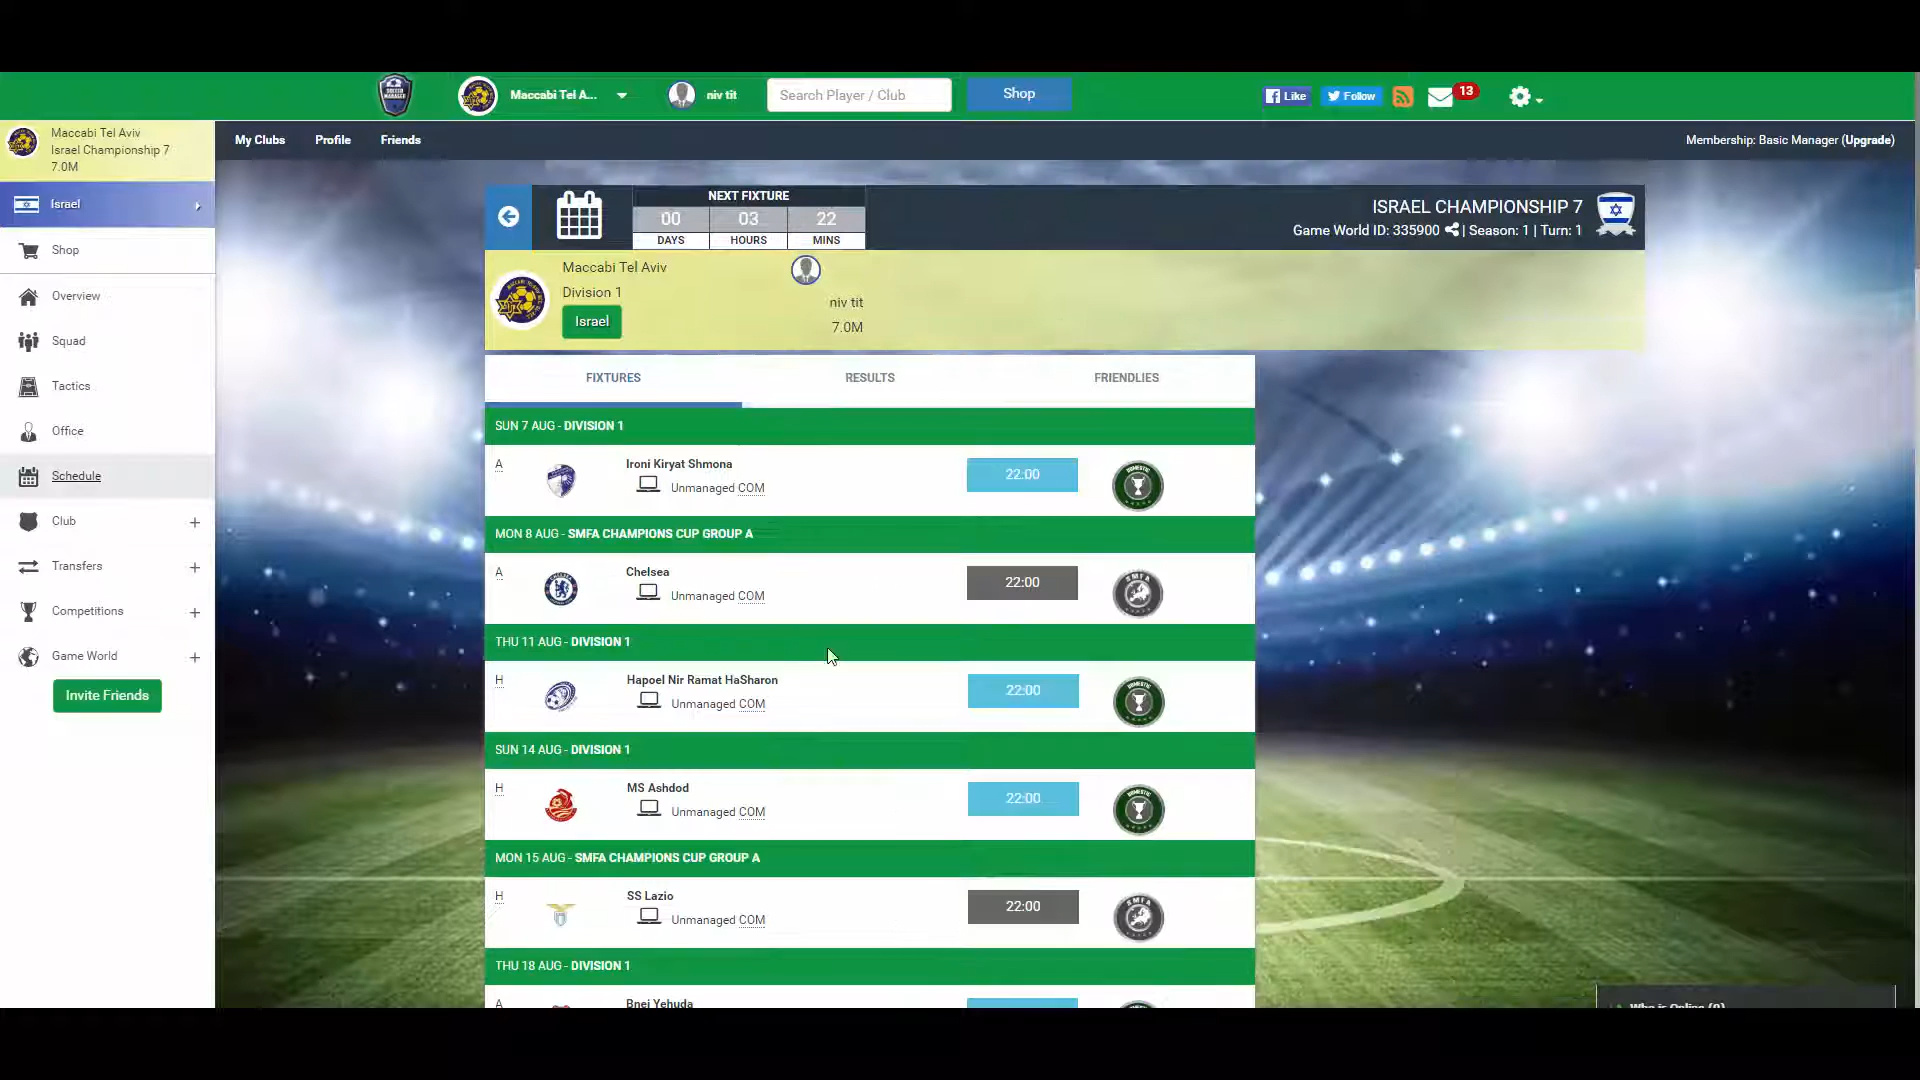 Maccabi Tel A...
niv tit
Search Player / Club
Shop
Like
Follow
13
Maccabi Tel Aviv
Israel Championship 7
7.0M
My Clubs
Profile
Friends
Membership: Basic Manager (Upgrade)
Israel
Shop
Overview
Squad
Tactics
Office
Schedule
Club +
Transfers +
Competitions +
Game World +
Invite Friends
NEXT FIXTURE
00 03 22
DAYS HOURS MINS
ISRAEL CHAMPIONSHIP 7
Game World ID: 335900 | Season: 1 | Turn: 1
Maccabi Tel Aviv
Division 1
Israel
niv tit
7.0M
FIXTURES
RESULTS
FRIENDLIES
SUN 7 AUG - DIVISION 1
A Ironi Kiryat Shmona
Unmanaged COM
22:00
MON 8 AUG - SMFA CHAMPIONS CUP GROUP A
A Chelsea
Unmanaged COM
22:00
THU 11 AUG - DIVISION 1
H Hapoel Nir Ramat HaSharon
Unmanaged COM
22:00
SUN 14 AUG - DIVISION 1
H MS Ashdod
Unmanaged COM
22:00
MON 15 AUG - SMFA CHAMPIONS CUP GROUP A
H SS Lazio
Unmanaged COM
22:00
THU 18 AUG - DIVISION 1
A Bnei Yehuda
Who is Online (0)